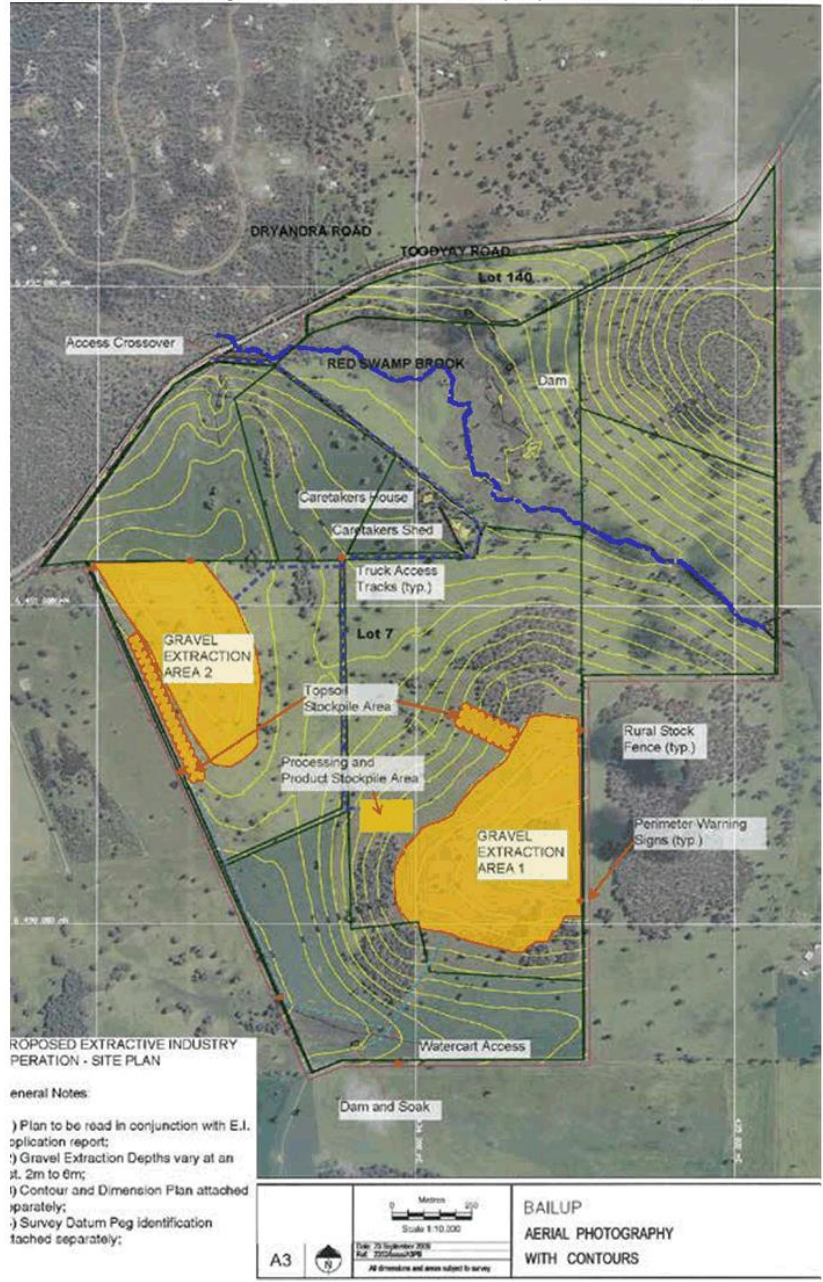 DRYANDRA ROAD
TOODYAY ROAD
Lot 140
Access Crossover
RED SWAMP BROOK
Dam
Caretakers House
Caretakers Shed
Truck Access
Tracks (typ.)
Lot 7
GRAVEL
EXTRACTION
AREA 2
Topsoil
Stockpile Area
Rural Stock
Fence (typ.)
Processing and
Product Stockpile Area
Perimeter Warning
Signs (typ.)
GRAVEL
EXTRACTION
AREA 1
Watercart Access
Dam and Soak
ROPOSED EXTRACTIVE INDUSTRY
PERATION - SITE PLAN
eneral Notes:
) Plan to be read in conjunction with E.I.
pplication report;
) Gravel Extraction Depths vary at an
st. 2m to 6m;
) Contour and Dimension Plan attached
parately;
) Survey Datum Peg identification
ttached separately;
A3
N
Metres
0 250
Scale 1:10,000
All dimensions and areas subject to survey
BAILUP
AERIAL PHOTOGRAPHY
WITH CONTOURS